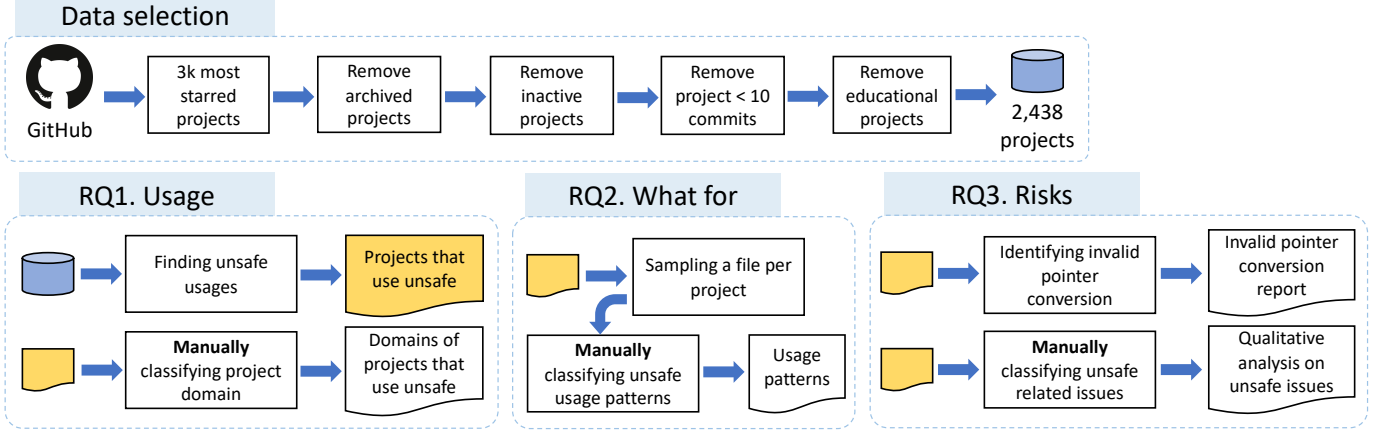 Data selection
GitHub
3k most
starred
projects
Remove
archived
projects
Remove
inactive
projects
Remove
project < 10
commits
Remove
educational
projects
2,438
projects
RQ1. Usage
Finding unsafe
usages
Projects that
use unsafe
Manually
classifying project
domain
Domains of
projects that
use unsafe
RQ2. What for
Sampling a file per
project
Manually
classifying unsafe
usage patterns
Usage
patterns
RQ3. Risks
Identifying invalid
pointer
conversion
Invalid pointer
conversion
report
Manually
classifying unsafe
related issues
Qualitative
analysis on
unsafe issues